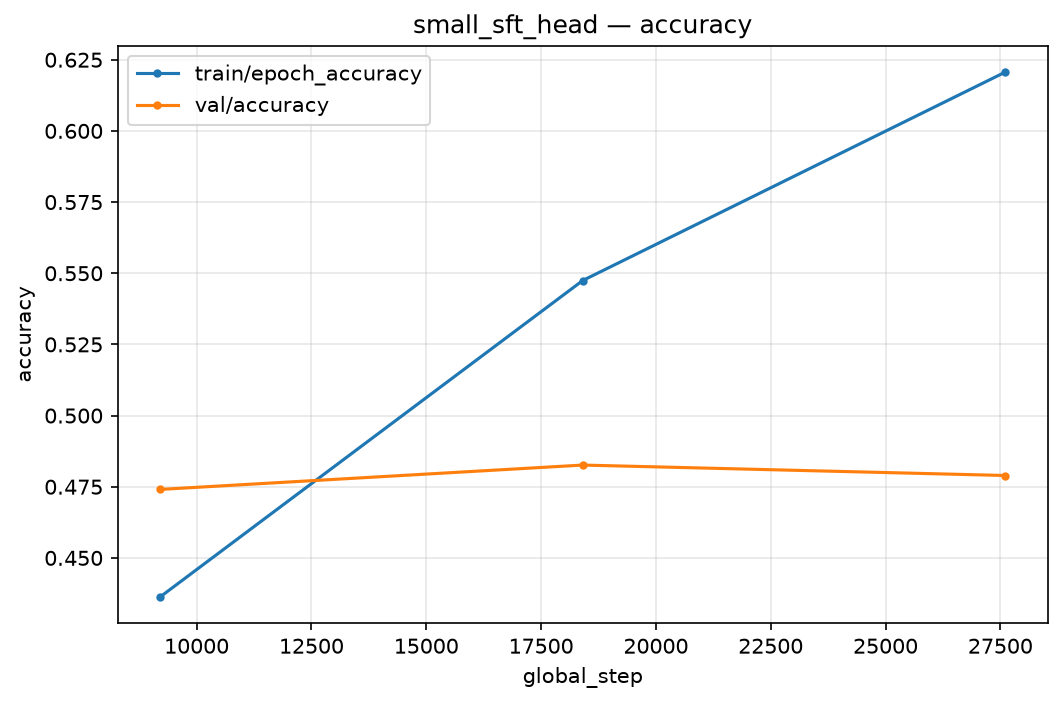 small_sft_head — accuracy
train/epoch_accuracy
val/accuracy
0.625
0.600
0.575
0.550
0.525
0.500
0.475
0.450
accuracy
10000 12500 15000 17500 20000 22500 25000 27500
global_step